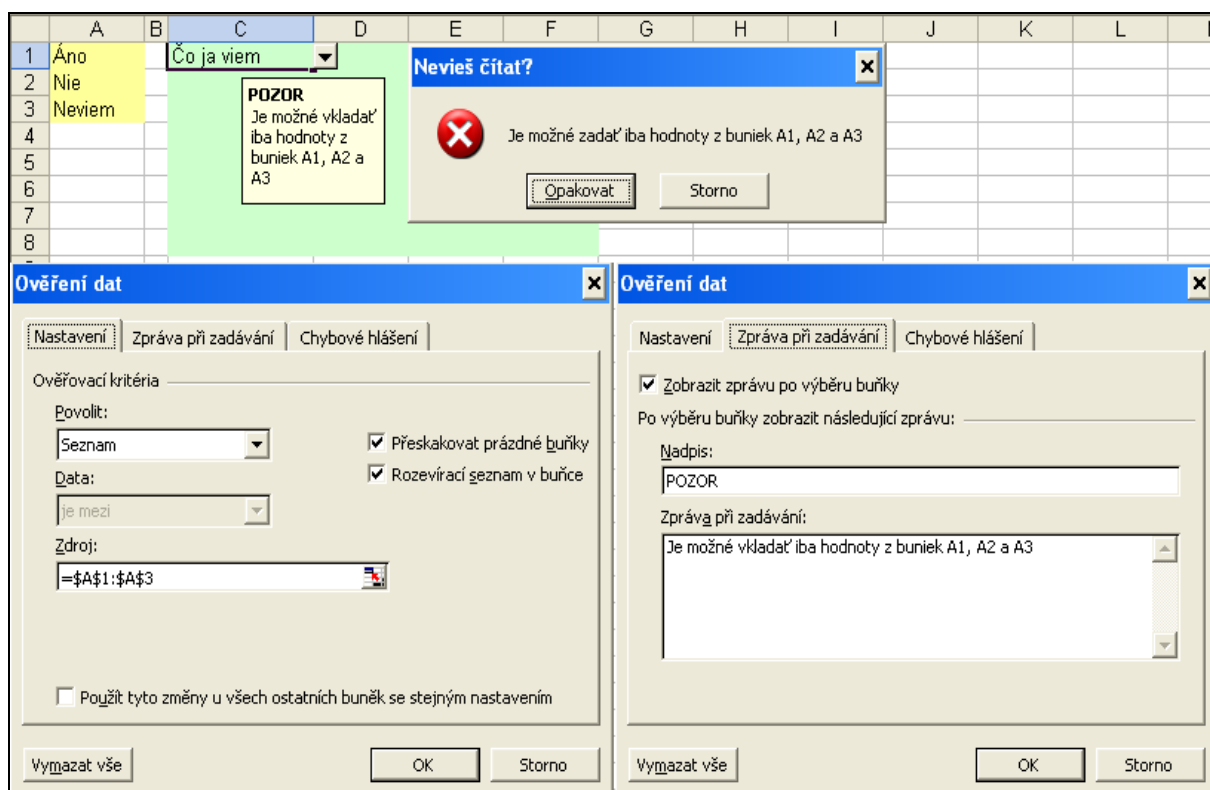 A B C D E F G H I J K L
1 Áno Čo ja viem
2 Nie
3 Neviem
4
5
6
7
8
POZOR
Je možné vkladať
iba hodnoty z
buniek A1, A2 a
A3
Nevieš čítat?
Je možné zadať iba hodnoty z buniek A1, A2 a A3
Opakovat Storno
Ověření dat
Nastavení Zpráva při zadávání Chybové hlášení
Ověřovací kritéria
Povolit:
Seznam
Přeskakovat prázdné buňky
Data:
Rozevírací seznam v buňce
je mezi
Zdroj:
=$A$1:$A$3
Použít tyto změny u všech ostatních buněk se stejným nastavením
Vymazat vše OK Storno
Ověření dat
Nastavení Zpráva při zadávání Chybové hlášení
Zobrazit zprávu po výběru buňky
Po výběru buňky zobrazit následující zprávu:
Nadpis:
POZOR
Zpráva při zadávání:
Je možné vkladať iba hodnoty z buniek A1, A2 a A3
Vymazat vše OK Storno